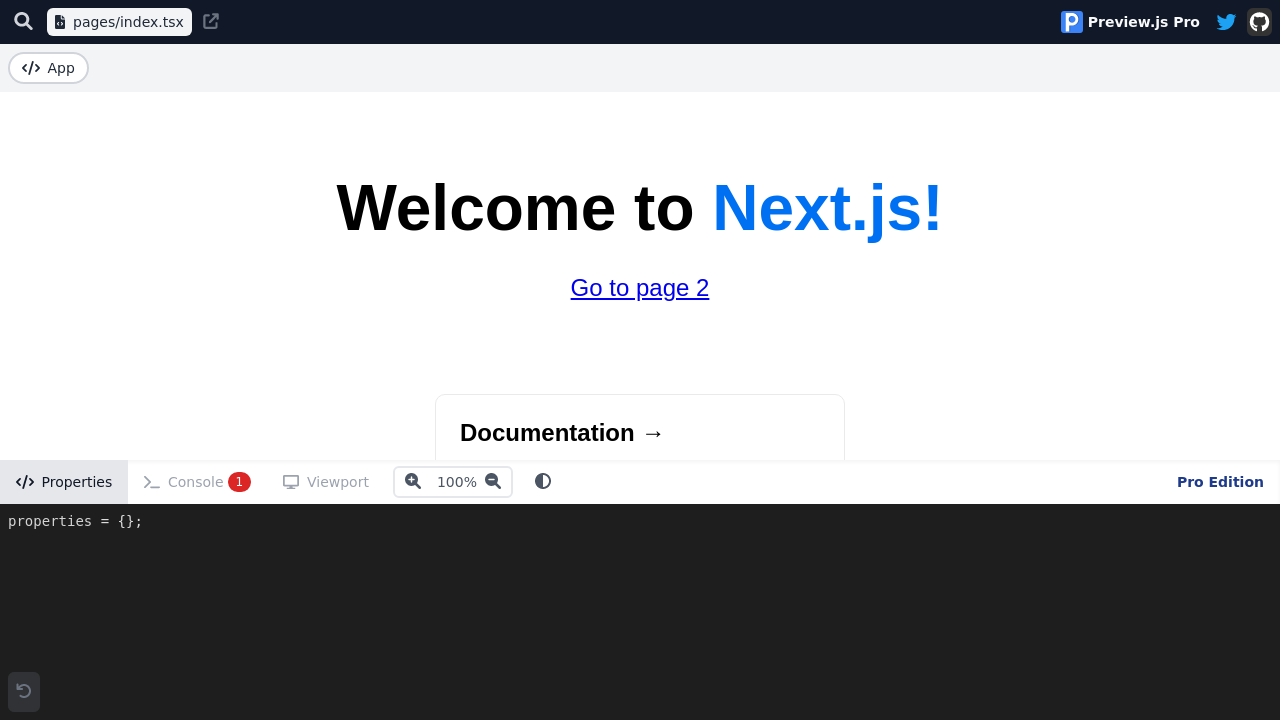 pages/index.tsx
Preview.js Pro
App
Welcome to Next.js!
Go to page 2
Documentation →
Properties
Console 1
Viewport
100%
Pro Edition
properties = {};